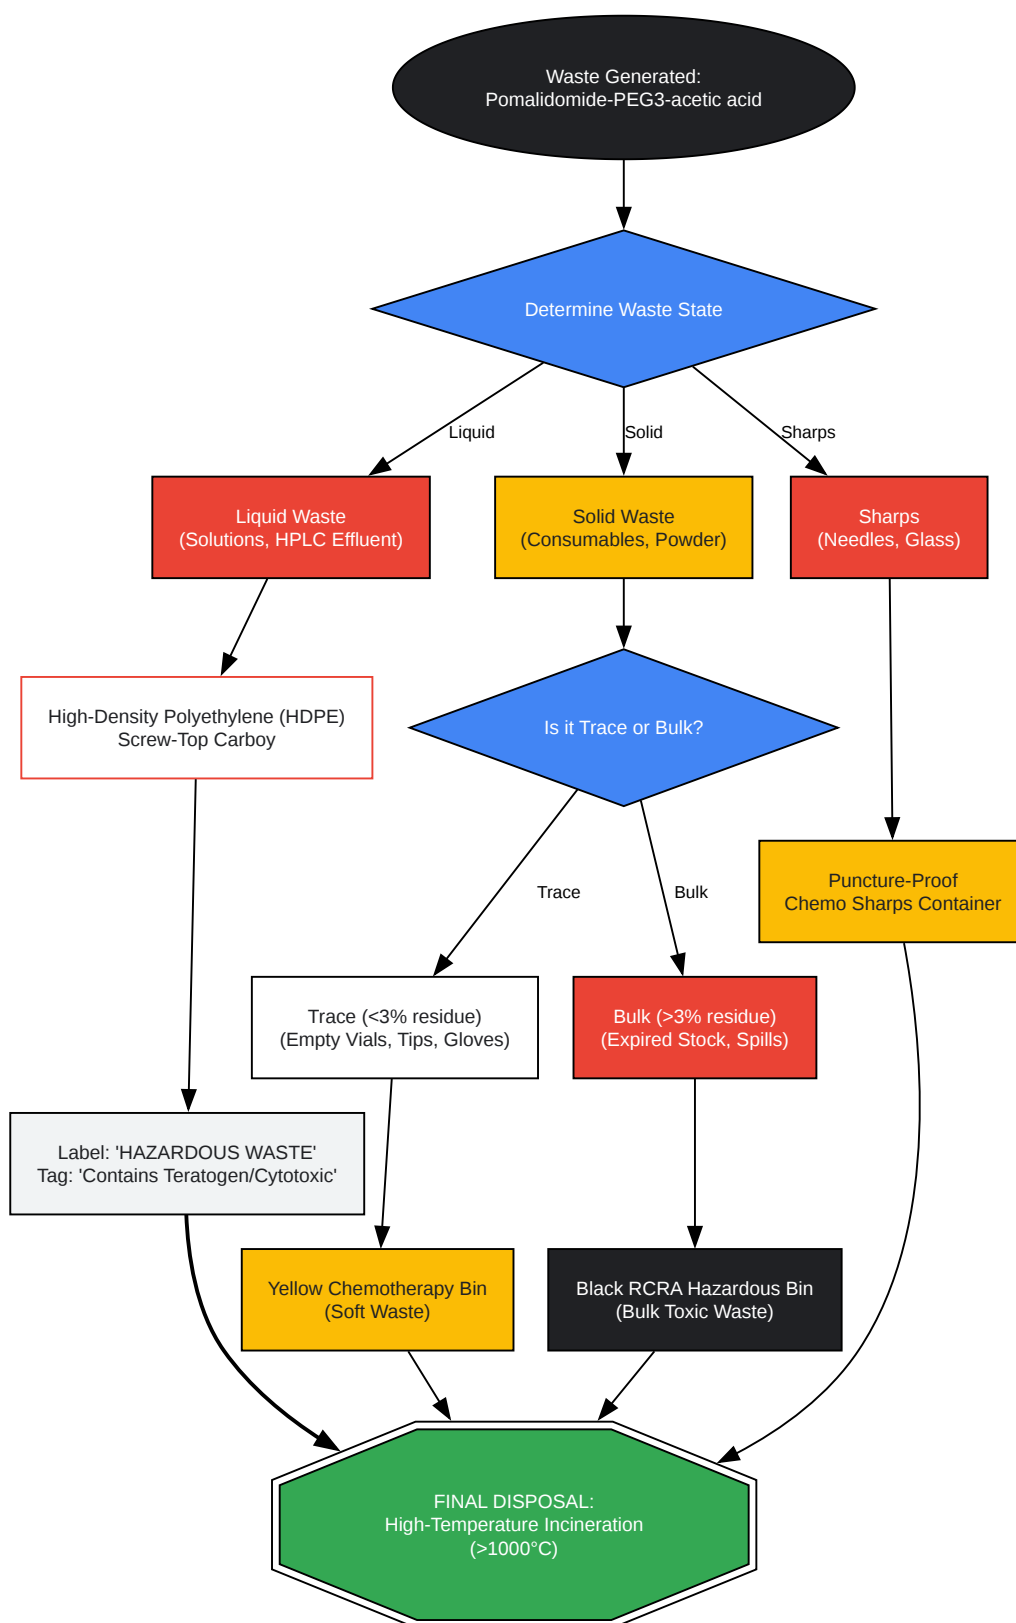 Waste Generated:
Pomalidomide-PEG3-acetic acid
Determine Waste State
Liquid
Solid
Sharps
Liquid Waste
(Solutions, HPLC Effluent)
Solid Waste
(Consumables, Powder)
Sharps
(Needles, Glass)
High-Density Polyethylene (HDPE)
Screw-Top Carboy
Is it Trace or Bulk?
Trace
Bulk
Puncture-Proof
Chemo Sharps Container
Trace (<3% residue)
(Empty Vials, Tips, Gloves)
Bulk (>3% residue)
(Expired Stock, Spills)
Label: 'HAZARDOUS WASTE'
Tag: 'Contains Teratogen/Cytotoxic'
Yellow Chemotherapy Bin
(Soft Waste)
Black RCRA Hazardous Bin
(Bulk Toxic Waste)
FINAL DISPOSAL:
High-Temperature Incineration
(>1000°C)